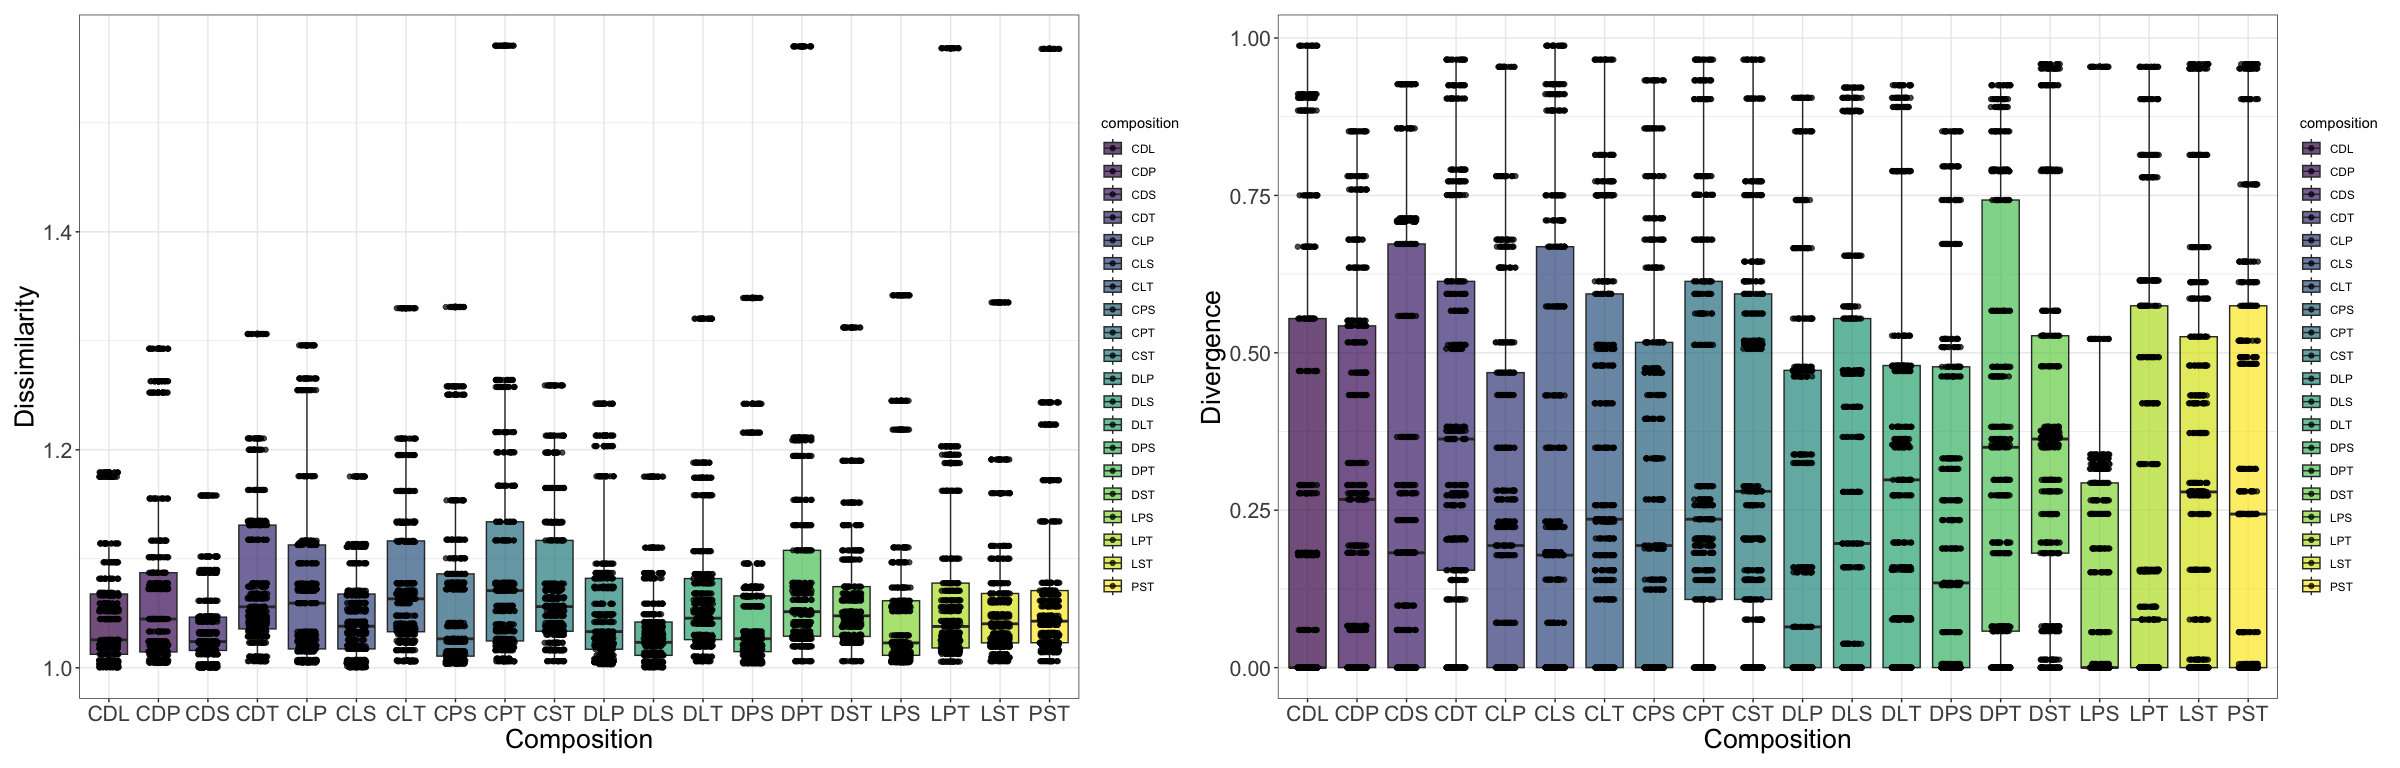 Dissimilarity
1.4
1.2
1.0
CDL CDP CDS CDT CLP CLS CLT CPS CPT CST DLP DLS DLT DPS DPT DST LPS LPT LST PST
Composition
composition
CDL
CDP
CDS
CDT
CLP
CLS
CLT
CPS
CPT
CST
DLP
DLS
DLT
DPS
DPT
DST
LPS
LPT
LST
PST
Divergence
1.00
0.75
0.50
0.25
0.00
CDL CDP CDS CDT CLP CLS CLT CPS CPT CST DLP DLS DLT DPS DPT DST LPS LPT LST PST
Composition
composition
CDL
CDP
CDS
CDT
CLP
CLS
CLT
CPS
CPT
CST
DLP
DLS
DLT
DPS
DPT
DST
LPS
LPT
LST
PST